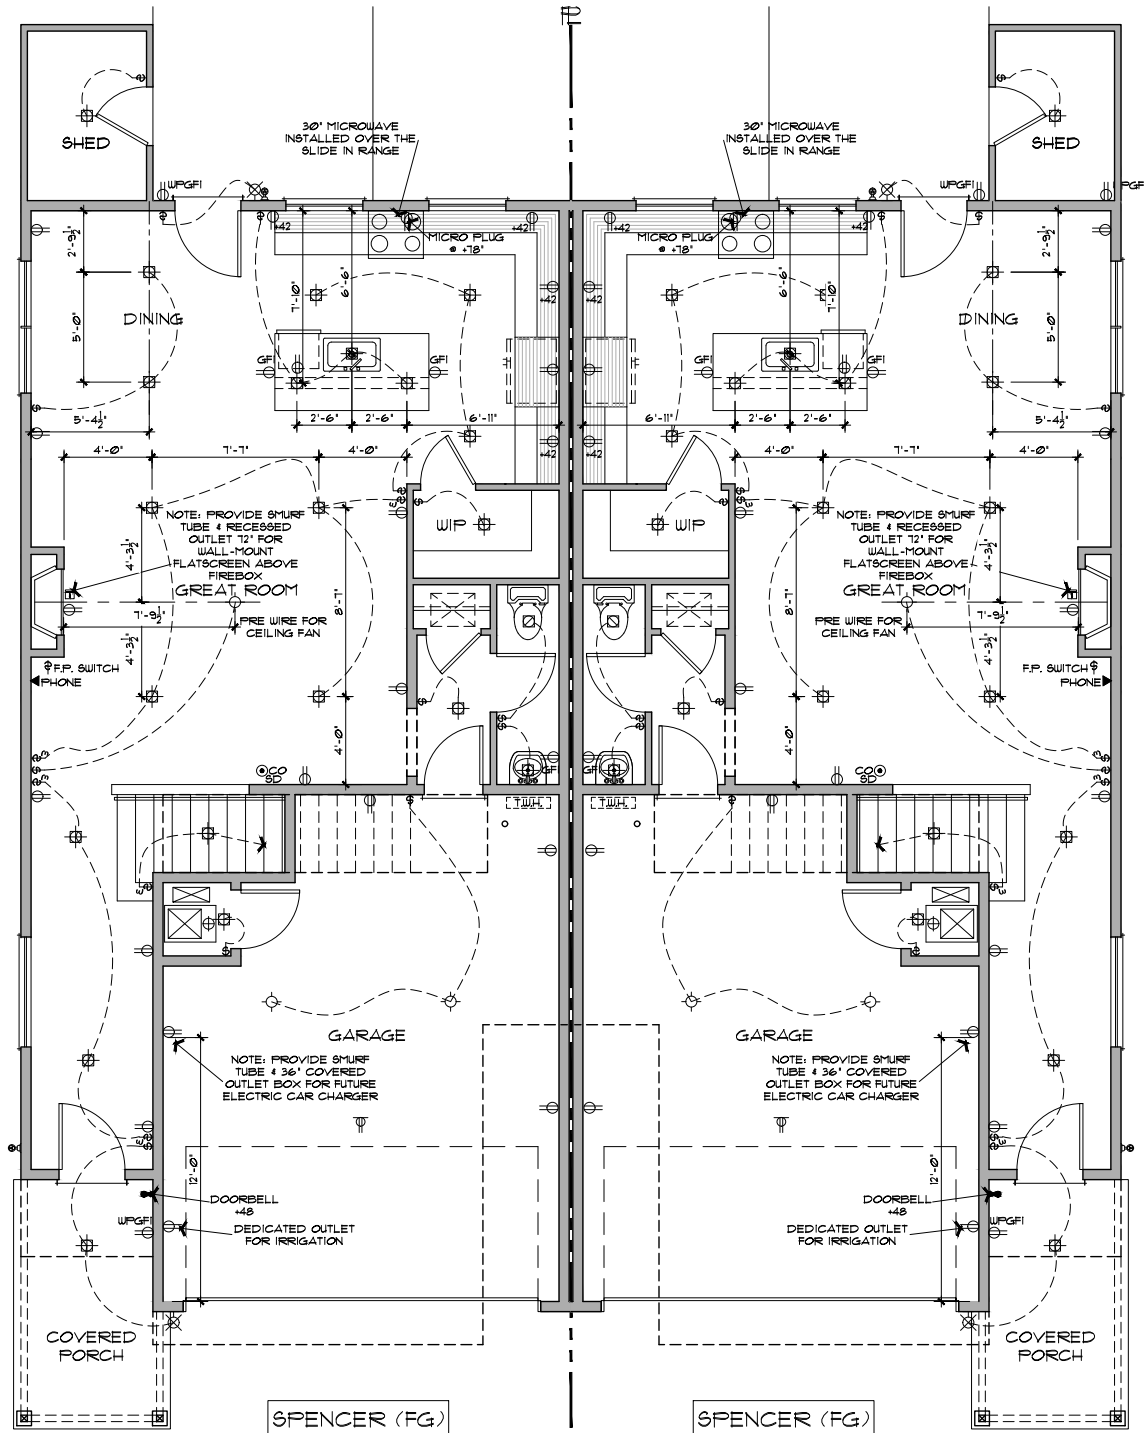 PL
30" MICROWAVE
INSTALLED OVER THE
SLIDE IN RANGE
30" MICROWAVE
INSTALLED OVER THE
SLIDE IN RANGE
SHED
SHED
WPGFI
WPGFI
+42
MICRO PLUG
@ +78"
+42
+42
MICRO PLUG
@ +78"
+42
2'-9½"
7'-10"
6'-6"
6'-6"
7'-10"
2'-9½"
+42
+42
DINING
5'-0"
DINING
5'-0"
GFI
GFI
GFI
GFI
+42
+42
5'-4½"
2'-6"
2'-6"
6'-11"
6'-11"
2'-6"
2'-6"
5'-4½"
4'-0"
7'-7"
4'-0"
+42
+42
4'-0"
7'-7"
4'-0"
NOTE: PROVIDE SMURF
TUBE & RECESSED
OUTLET 72" FOR
WALL-MOUNT
FLATSCREEN ABOVE
FIREBOX
GREAT ROOM
NOTE: PROVIDE SMURF
TUBE & RECESSED
OUTLET 72" FOR
WALL-MOUNT
FLATSCREEN ABOVE
FIREBOX
GREAT ROOM
WIP
WIP
4'-3½"
8'-7"
8'-7"
4'-3½"
7'-9½"
7'-9½"
PRE WIRE FOR
CEILING FAN
PRE WIRE FOR
CEILING FAN
4'-3½"
4'-3½"
F.P. SWITCH
PHONE
F.P. SWITCH
PHONE
4'-0"
4'-0"
CO
SD
GFI
GFI
CO
SD
TWH
TWH
GARAGE
GARAGE
NOTE: PROVIDE SMURF
TUBE & 36" COVERED
OUTLET BOX FOR FUTURE
ELECTRIC CAR CHARGER
NOTE: PROVIDE SMURF
TUBE & 36" COVERED
OUTLET BOX FOR FUTURE
ELECTRIC CAR CHARGER
12'-0"
12'-0"
DOORBELL
+48
DOORBELL
+48
WPGFI
WPGFI
DEDICATED OUTLET
FOR IRRIGATION
DEDICATED OUTLET
FOR IRRIGATION
COVERED
PORCH
COVERED
PORCH
SPENCER (FG)
SPENCER (FG)